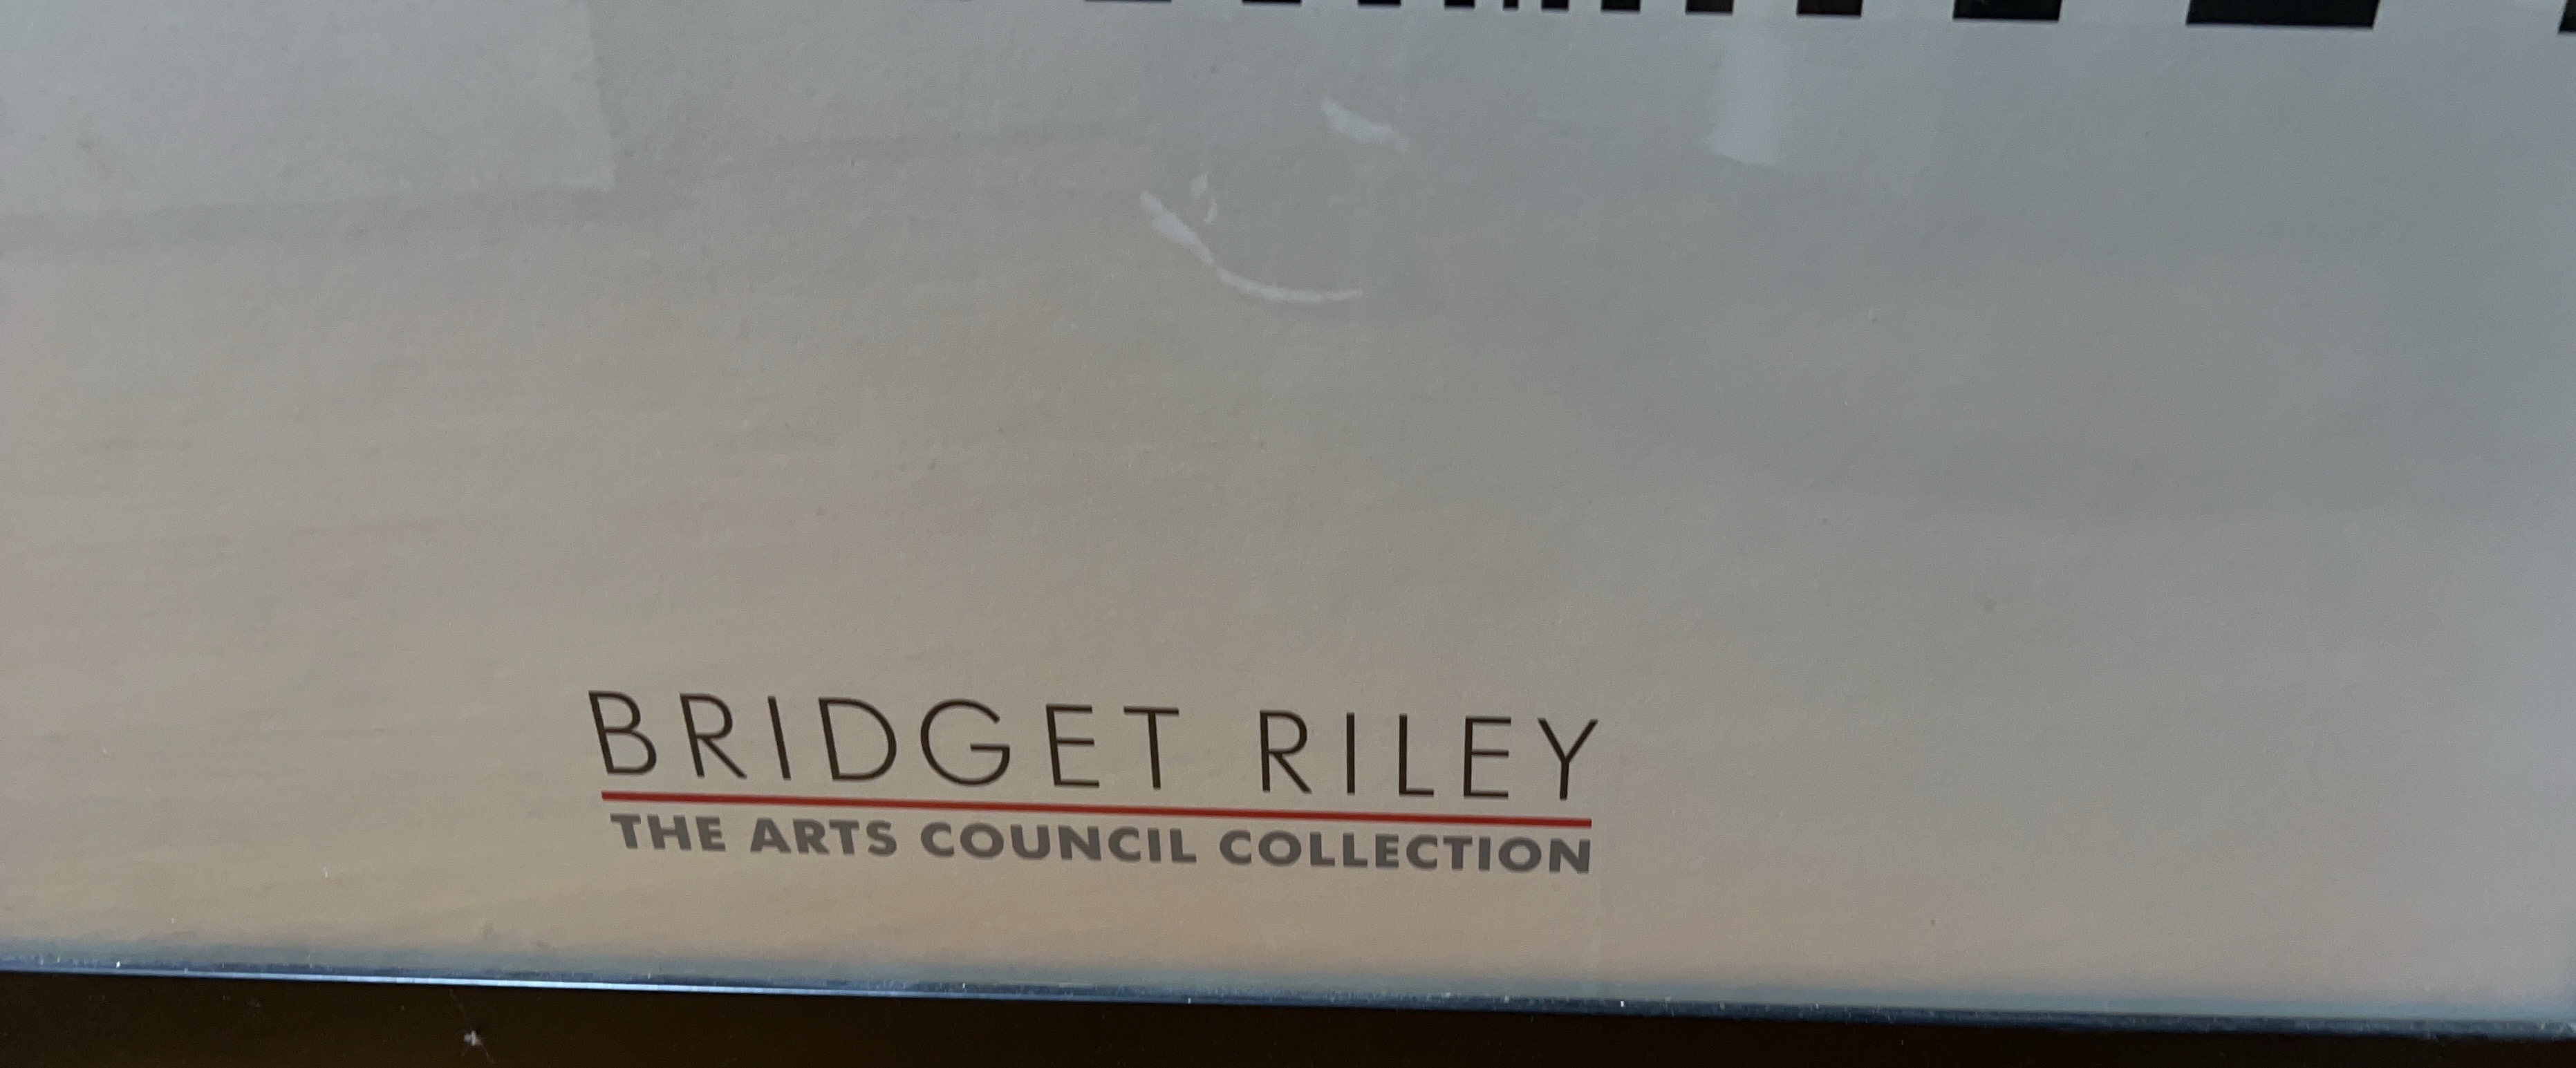 BRIDGET RILEY
THE ARTS COUNCIL COLLECTION